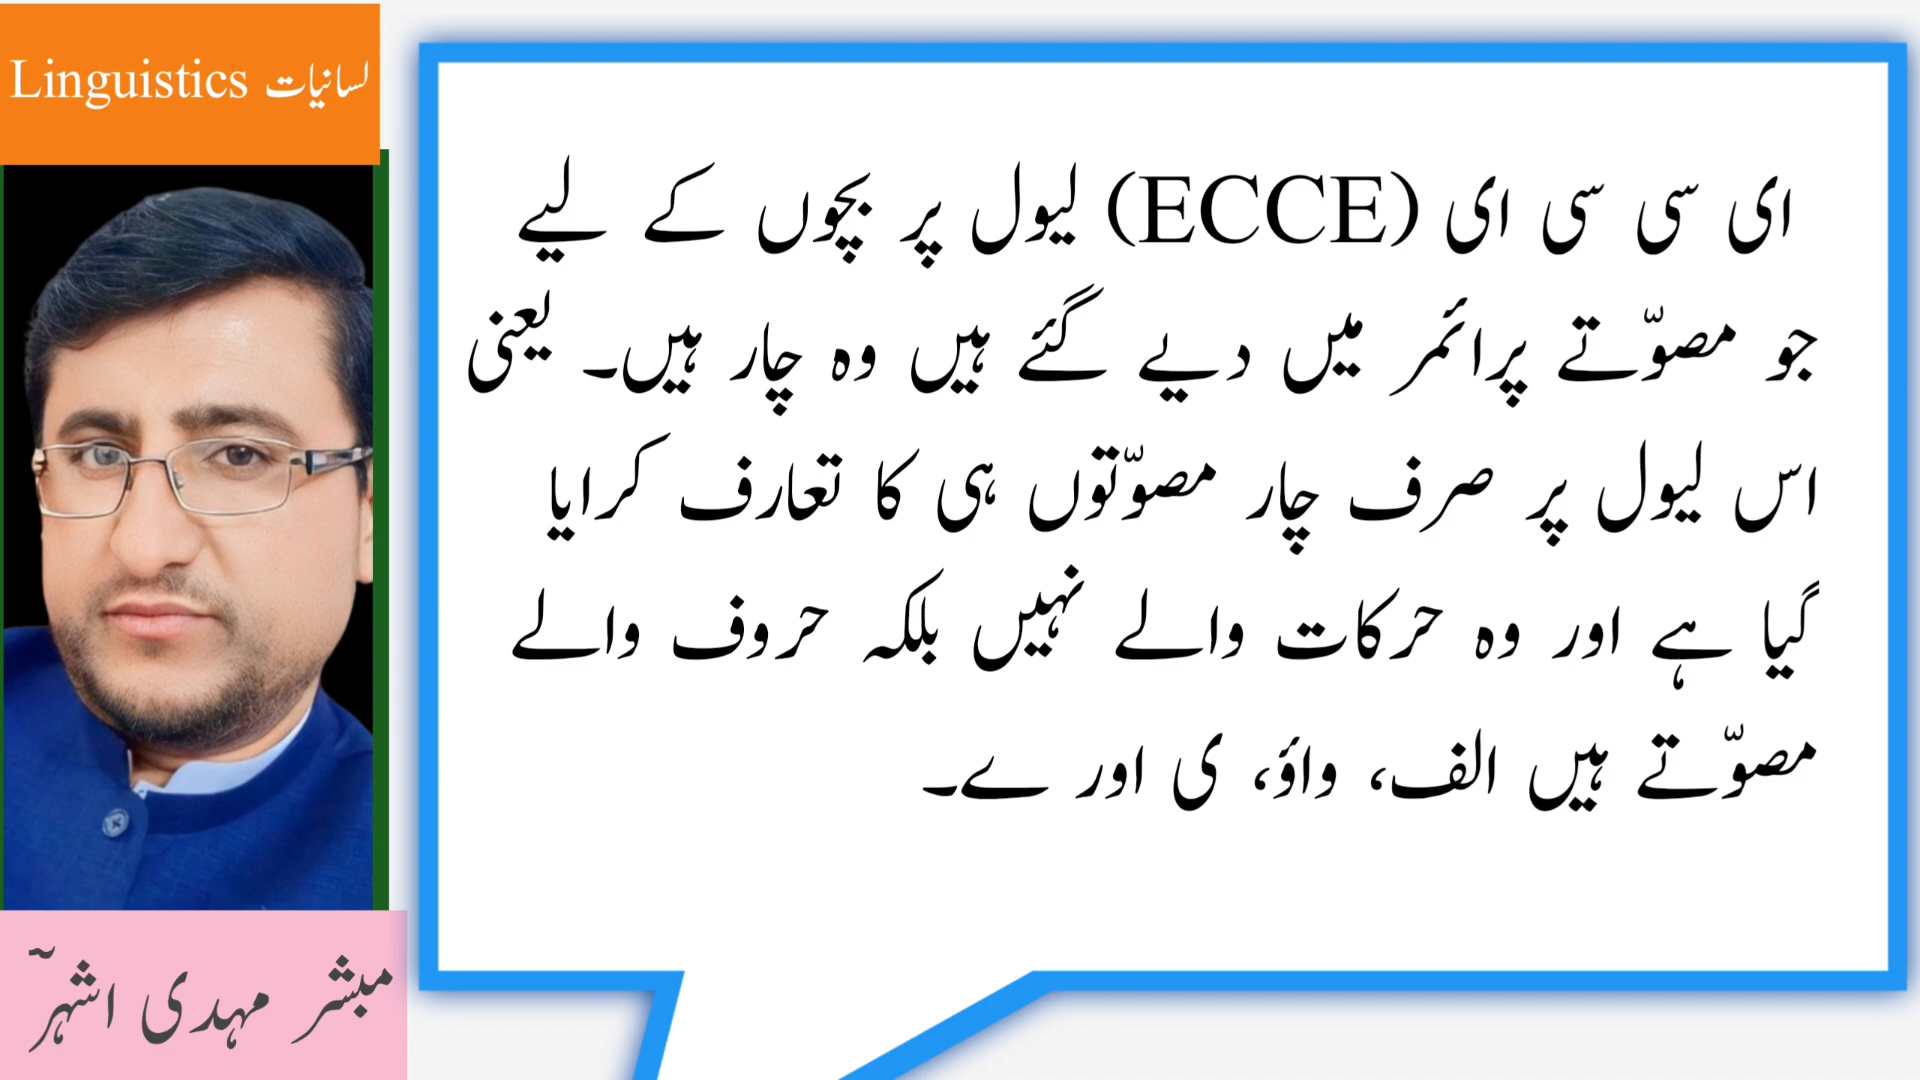 لسانیات Linguistics
ای سی سی ای (ECCE) لیول پر بچوں کے لیے
جو مصوّتے پرائمر میں دیے گئے ہیں وہ چار ہیں۔ یعنی
اس لیول پر صرف چار مصوّتوں ہی کا تعارف کرایا
گیا ہے اور وہ حرکات والے نہیں بلکہ حروف والے
مصوّتے ہیں الف، واؤ، ی اور ے۔
مبشر مہدی اشہرؔ